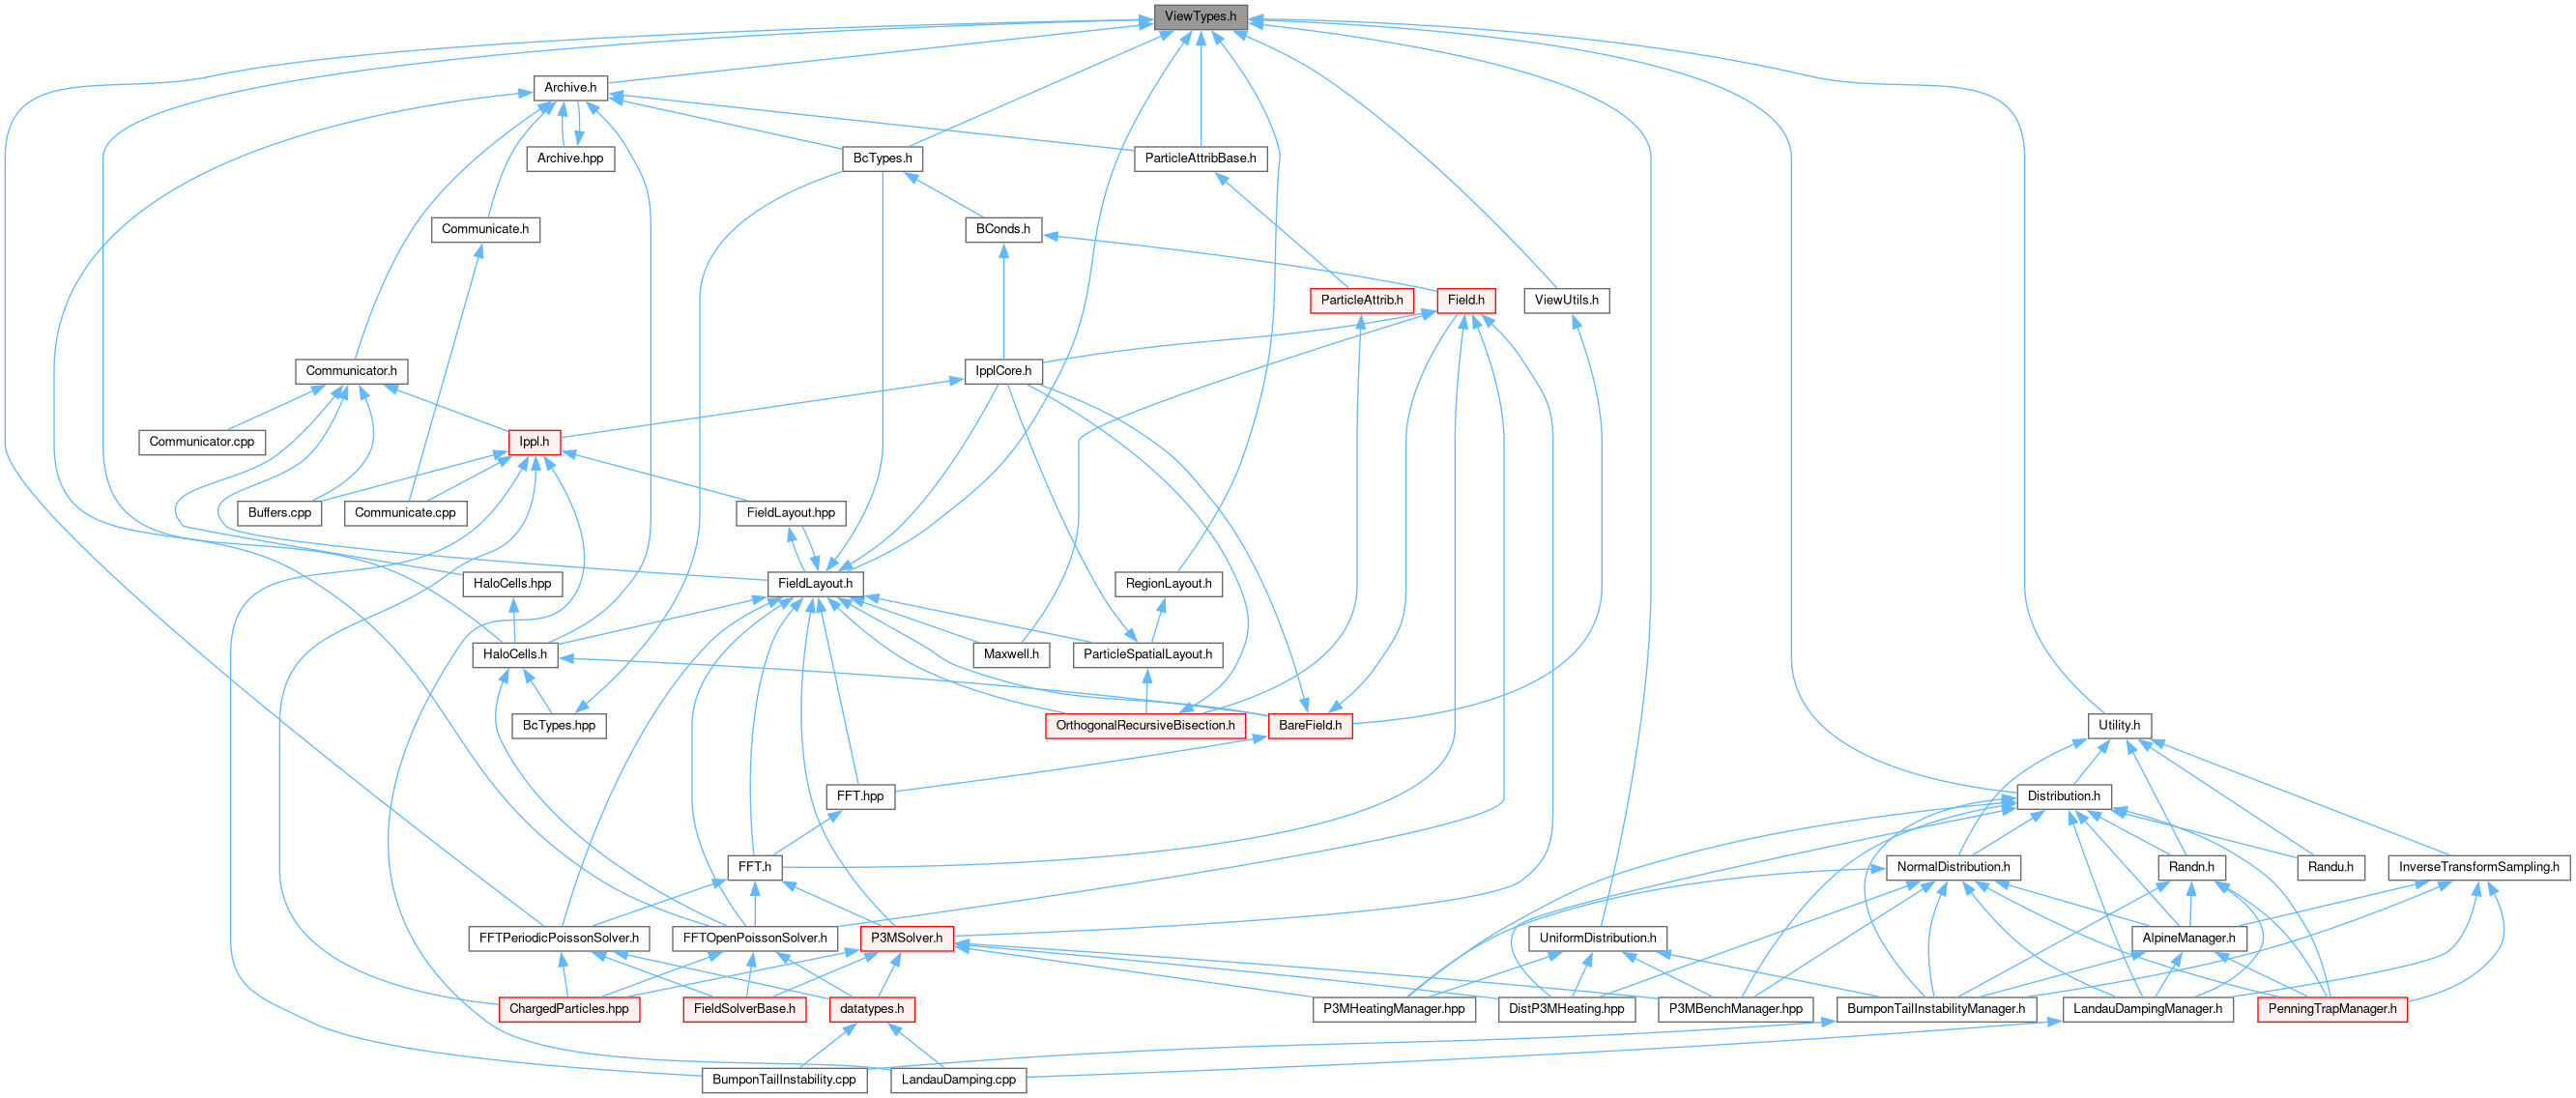 ViewTypes.h
Archive.h
Archive.hpp
BcTypes.h
ParticleAttribBase.h
Communicate.h
BConds.h
ParticleAttrib.h
Field.h
ViewUtils.h
Communicator.h
IpplCore.h
Communicator.cpp
Ippl.h
Buffers.cpp
Communicate.cpp
FieldLayout.hpp
HaloCells.hpp
FieldLayout.h
RegionLayout.h
HaloCells.h
Maxwell.h
ParticleSpatialLayout.h
BcTypes.hpp
OrthogonalRecursiveBisection.h
BareField.h
Utility.h
FFT.hpp
Distribution.h
FFT.h
NormalDistribution.h
Randn.h
Randu.h
InverseTransformSampling.h
FFTPeriodicPoissonSolver.h
FFTOpenPoissonSolver.h
P3MSolver.h
UniformDistribution.h
AlpineManager.h
ChargedParticles.hpp
FieldSolverBase.h
datatypes.h
P3MHeatingManager.hpp
DistP3MHeating.hpp
P3MBenchManager.hpp
BumponTailInstabilityManager.h
LandauDampingManager.h
PenningTrapManager.h
BumponTailInstability.cpp
LandauDamping.cpp